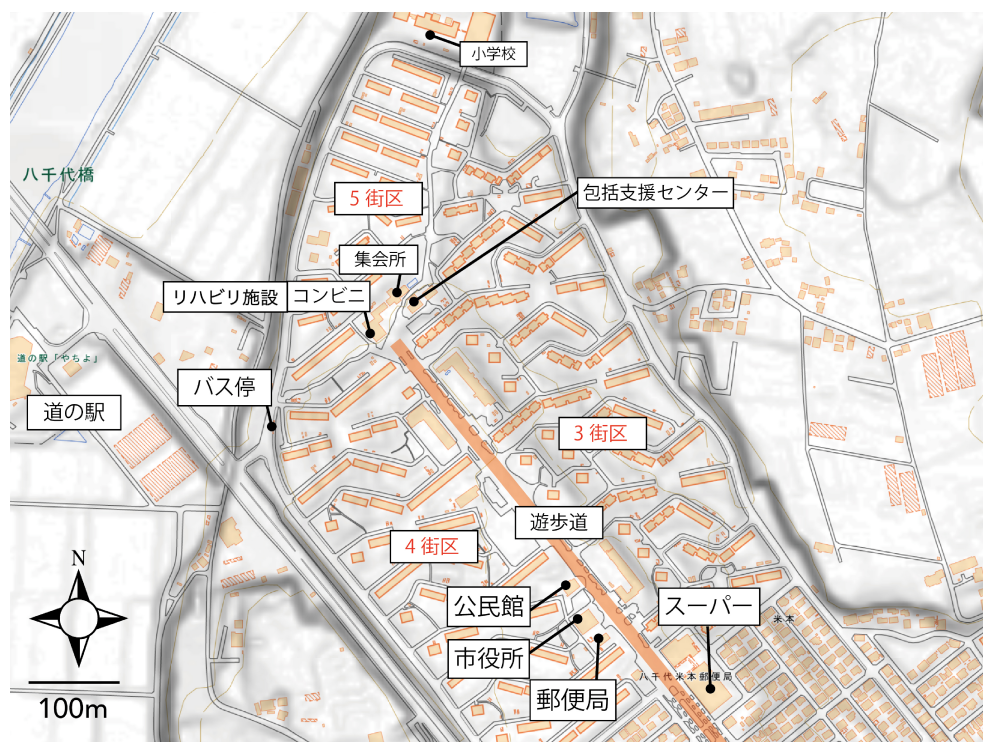 小学校
八千代橋
5 街区
包括支援センター
集会所
リハビリ施設
コンビニ
道の駅「やちよ」
バス停
道の駅
3 街区
遊歩道
4 街区
N
公民館
スーパー
米本
市役所
八千代米本郵便局
郵便局
100m